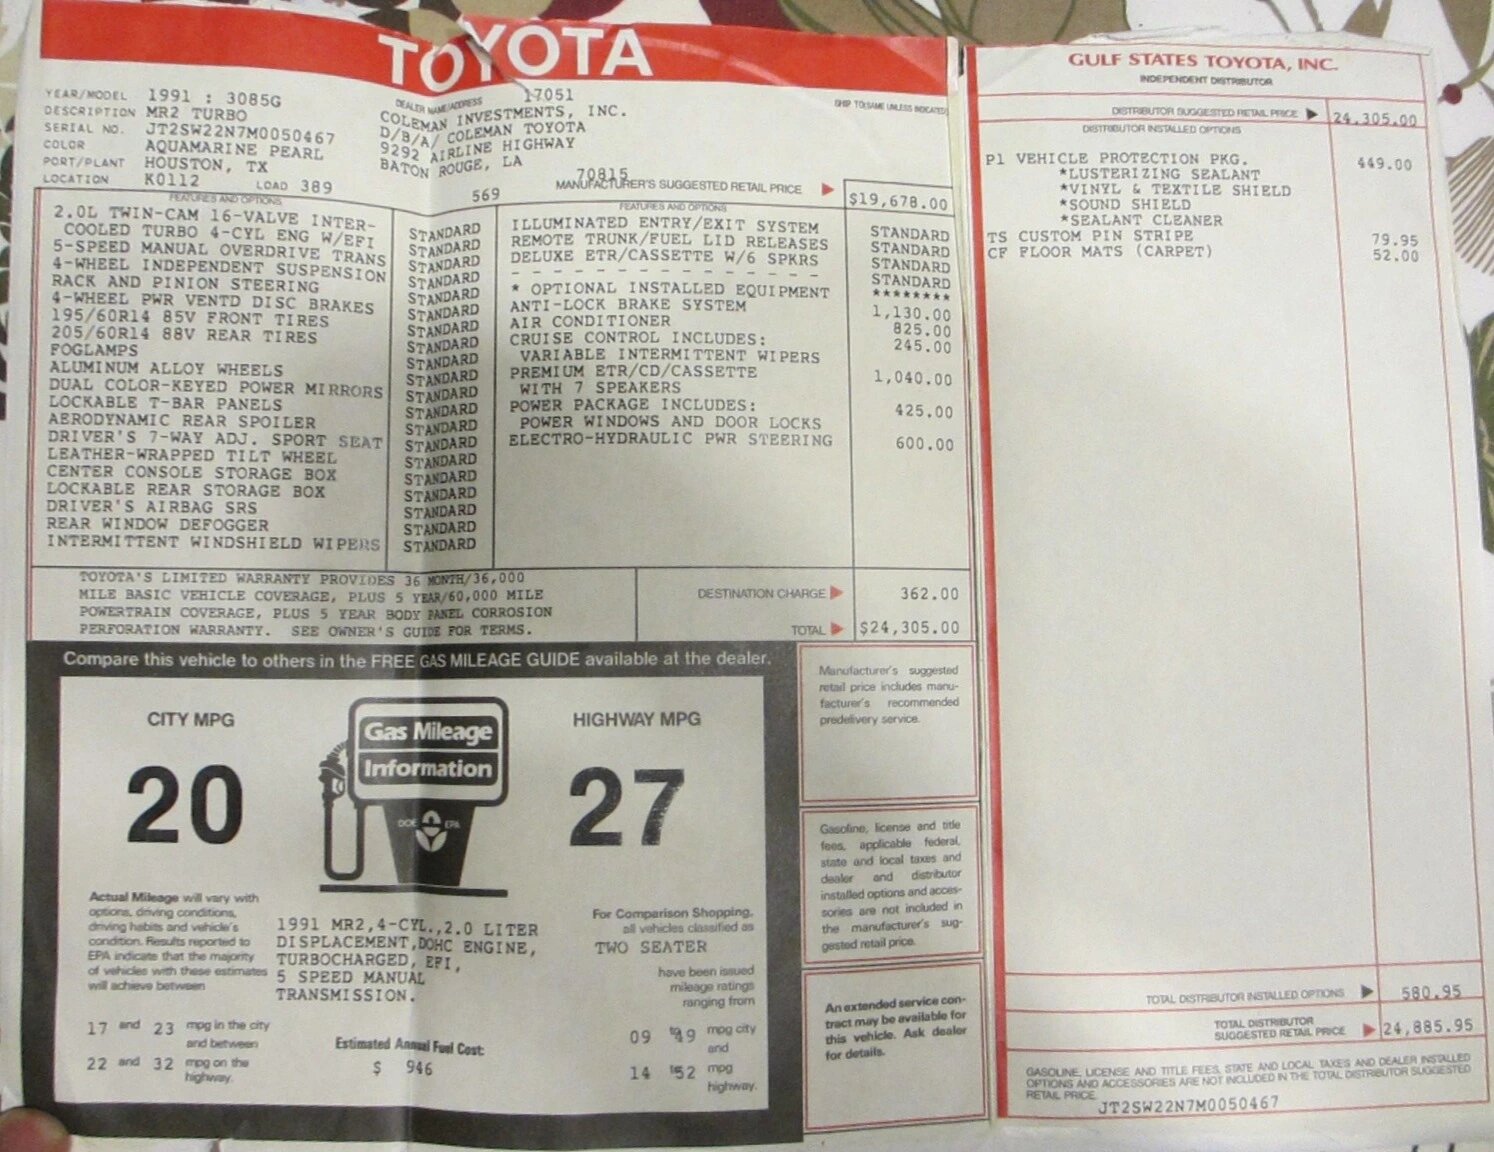 TOYOTA
YEAR/MODEL 1991 : 3085G
DESCRIPTION MR2 TURBO
SERIAL NO. JT2SW22N7M0050467
COLOR AQUAMARINE PEARL
PORT/PLANT HOUSTON, TX
LOCATION K0112 LOAD 389
DEALER NAME/ADDRESS 17051
COLEMAN INVESTMENTS, INC.
D/B/A/ COLEMAN TOYOTA
9292 AIRLINE HIGHWAY
BATON ROUGE, LA
70815
569
SHIP TO (SAME UNLESS INDICATED)
MANUFACTURER'S SUGGESTED RETAIL PRICE $19,678.00
FEATURES AND OPTIONS
2.0L TWIN-CAM 16-VALVE INTER-
COOLED TURBO 4-CYL ENG W/EFI STANDARD
5-SPEED MANUAL OVERDRIVE TRANS STANDARD
4-WHEEL INDEPENDENT SUSPENSION STANDARD
RACK AND PINION STEERING STANDARD
4-WHEEL PWR VENTD DISC BRAKES STANDARD
195/60R14 85V FRONT TIRES STANDARD
205/60R14 88V REAR TIRES STANDARD
FOGLAMPS STANDARD
ALUMINUM ALLOY WHEELS STANDARD
DUAL COLOR-KEYED POWER MIRRORS STANDARD
LOCKABLE T-BAR PANELS STANDARD
AERODYNAMIC REAR SPOILER STANDARD
DRIVER'S 7-WAY ADJ. SPORT SEAT STANDARD
LEATHER-WRAPPED TILT WHEEL STANDARD
CENTER CONSOLE STORAGE BOX STANDARD
LOCKABLE REAR STORAGE BOX STANDARD
DRIVER'S AIRBAG SRS STANDARD
REAR WINDOW DEFOGGER STANDARD
INTERMITTENT WINDSHIELD WIPERS STANDARD
FEATURES AND OPTIONS
ILLUMINATED ENTRY/EXIT SYSTEM STANDARD
REMOTE TRUNK/FUEL LID RELEASES STANDARD
DELUXE ETR/CASSETTE W/6 SPKRS STANDARD
- - - - - - - - - - - - - - - STANDARD
* OPTIONAL INSTALLED EQUIPMENT ********
ANTI-LOCK BRAKE SYSTEM 1,130.00
AIR CONDITIONER 825.00
CRUISE CONTROL INCLUDES: 245.00
VARIABLE INTERMITTENT WIPERS
PREMIUM ETR/CD/CASSETTE 1,040.00
WITH 7 SPEAKERS
POWER PACKAGE INCLUDES: 425.00
POWER WINDOWS AND DOOR LOCKS
ELECTRO-HYDRAULIC PWR STEERING 600.00
TOYOTA'S LIMITED WARRANTY PROVIDES 36 MONTH/36,000
MILE BASIC VEHICLE COVERAGE, PLUS 5 YEAR/60,000 MILE
POWERTRAIN COVERAGE, PLUS 5 YEAR BODY PANEL CORROSION
PERFORATION WARRANTY. SEE OWNER'S GUIDE FOR TERMS.
DESTINATION CHARGE 362.00
TOTAL $24,305.00
Compare this vehicle to others in the FREE GAS MILEAGE GUIDE available at the dealer.
CITY MPG
20
Gas Mileage
Information
DOE EPA
HIGHWAY MPG
27
Actual Mileage will vary with
options, driving conditions,
driving habits and vehicle's
condition. Results reported to
EPA indicate that the majority
of vehicles with these estimates
will achieve between
17 and 23 mpg in the city
and between
22 and 32 mpg on the
highway.
1991 MR2,4-CYL.,2.0 LITER
DISPLACEMENT,DOHC ENGINE,
TURBOCHARGED, EFI,
5 SPEED MANUAL
TRANSMISSION.
Estimated Annual Fuel Cost:
$ 946
For Comparison Shopping,
all vehicles classified as
TWO SEATER
have been issued
mileage ratings
ranging from
09 to 49 mpg city
and
14 to 52 mpg
highway.
Manufacturer's suggested
retail price includes manu-
facturer's recommended
predelivery service.
Gasoline, license and title
fees, applicable federal,
state and local taxes and
dealer and distributor
installed options and acces-
sories are not included in
the manufacturer's sug-
gested retail price.
An extended service con-
tract may be available for
this vehicle. Ask dealer
for details.
GULF STATES TOYOTA, INC.
INDEPENDENT DISTRIBUTOR
DISTRIBUTOR SUGGESTED RETAIL PRICE 24,305.00
DISTRIBUTOR INSTALLED OPTIONS
P1 VEHICLE PROTECTION PKG. 449.00
*LUSTERIZING SEALANT
*VINYL & TEXTILE SHIELD
*SOUND SHIELD
*SEALANT CLEANER
TS CUSTOM PIN STRIPE 79.95
CF FLOOR MATS (CARPET) 52.00
TOTAL DISTRIBUTOR INSTALLED OPTIONS 580.95
TOTAL DISTRIBUTOR
SUGGESTED RETAIL PRICE 24,885.95
GASOLINE, LICENSE AND TITLE FEES, STATE AND LOCAL TAXES AND DEALER INSTALLED
OPTIONS AND ACCESSORIES ARE NOT INCLUDED IN THE TOTAL DISTRIBUTOR SUGGESTED
RETAIL PRICE.
JT2SW22N7M0050467